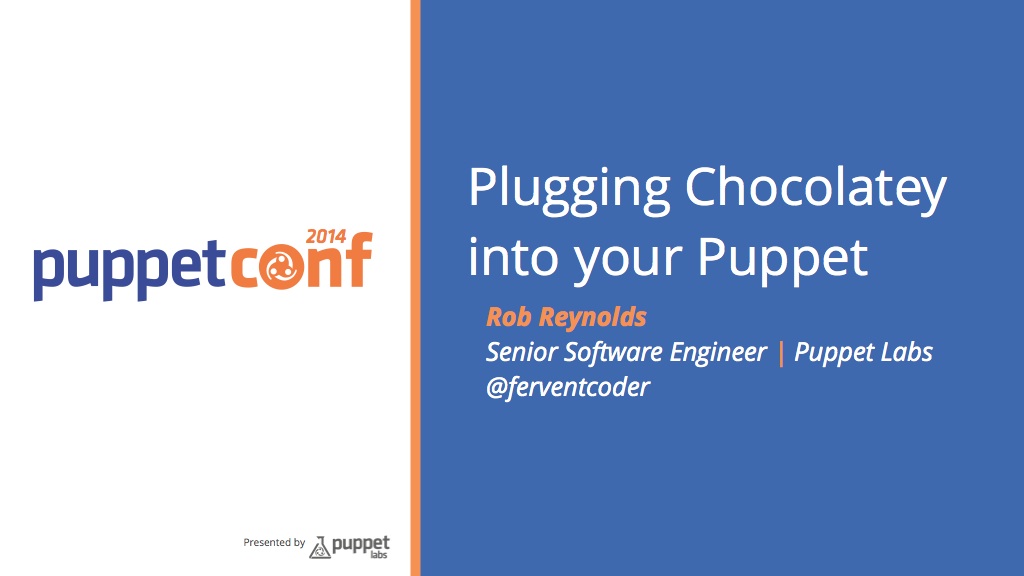 2014
puppetconf
Presented by puppet labs
Plugging Chocolatey
into your Puppet
Rob Reynolds
Senior Software Engineer | Puppet Labs
@ferventcoder